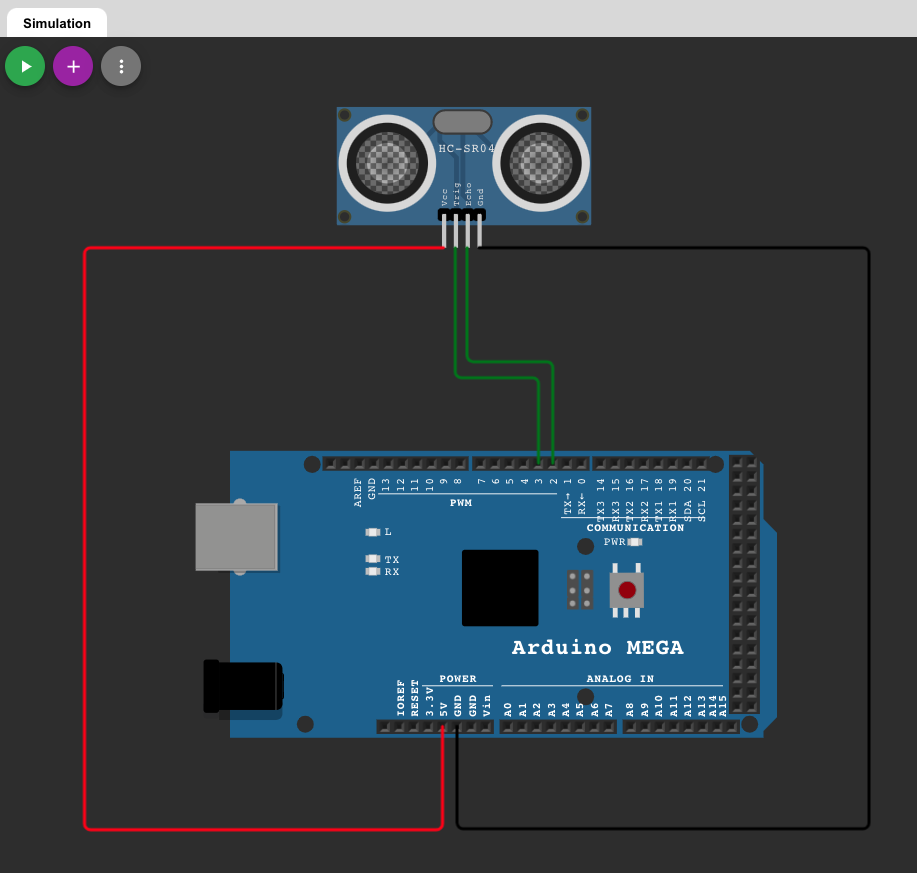 Simulation
HC-SR04
Vcc
Trig
Echo
Gnd
AREF
GND
13
12
11
10
9
8
7
6
5
4
3
2
TX→ 1
RX← 0
TX3 14
RX3 15
TX2 16
RX2 17
TX1 18
RX1 19
SDA 20
SCL 21
PWM
COMMUNICATION
L
PWR
TX
RX
Arduino MEGA
POWER
ANALOG IN
IOREF
RESET
3.3V
5V
GND
GND
Vin
A0
A1
A2
A3
A4
A5
A6
A7
A8
A9
A10
A11
A12
A13
A14
A15